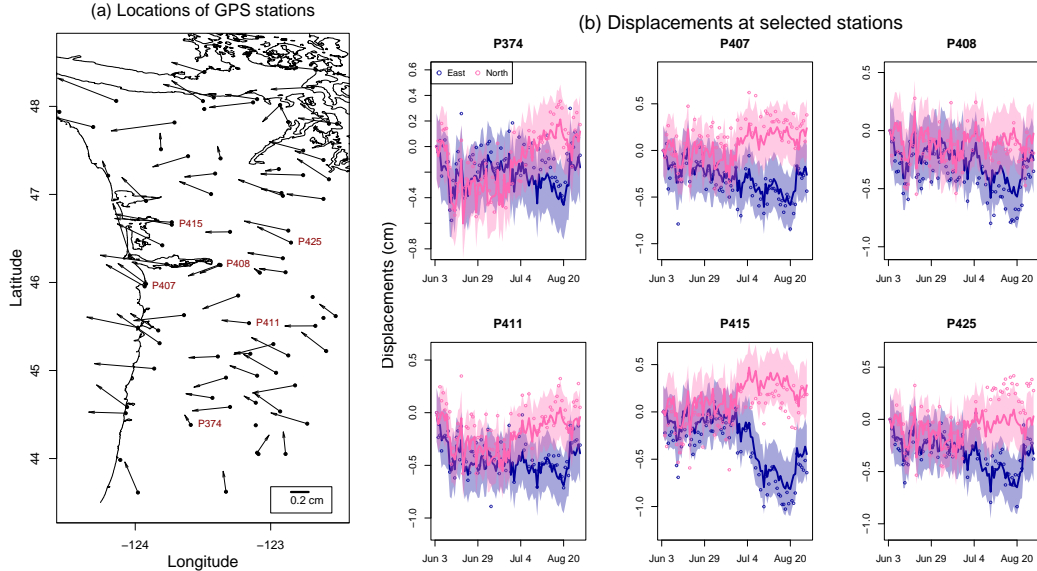 (a) Locations of GPS stations
(b) Displacements at selected stations
Latitude
48
47
46
45
44
P415
P425
P408
P407
P411
P374
0.2 cm
−124
−123
Longitude
Displacements (cm)
P374
East
North
0.6
0.4
0.2
0.0
−0.4
−0.8
Jun 3
Jun 29
Jul 4
Aug 20
P407
0.5
0.0
−0.5
−1.0
Jun 3
Jun 29
Jul 4
Aug 20
P408
0.5
0.0
−0.5
−1.0
Jun 3
Jun 29
Jul 4
Aug 20
P411
0.5
0.0
−0.5
−1.0
Jun 3
Jun 29
Jul 4
Aug 20
P415
0.5
0.0
−0.5
−1.0
Jun 3
Jun 29
Jul 4
Aug 20
P425
0.5
0.0
−0.5
−1.0
Jun 3
Jun 29
Jul 4
Aug 20